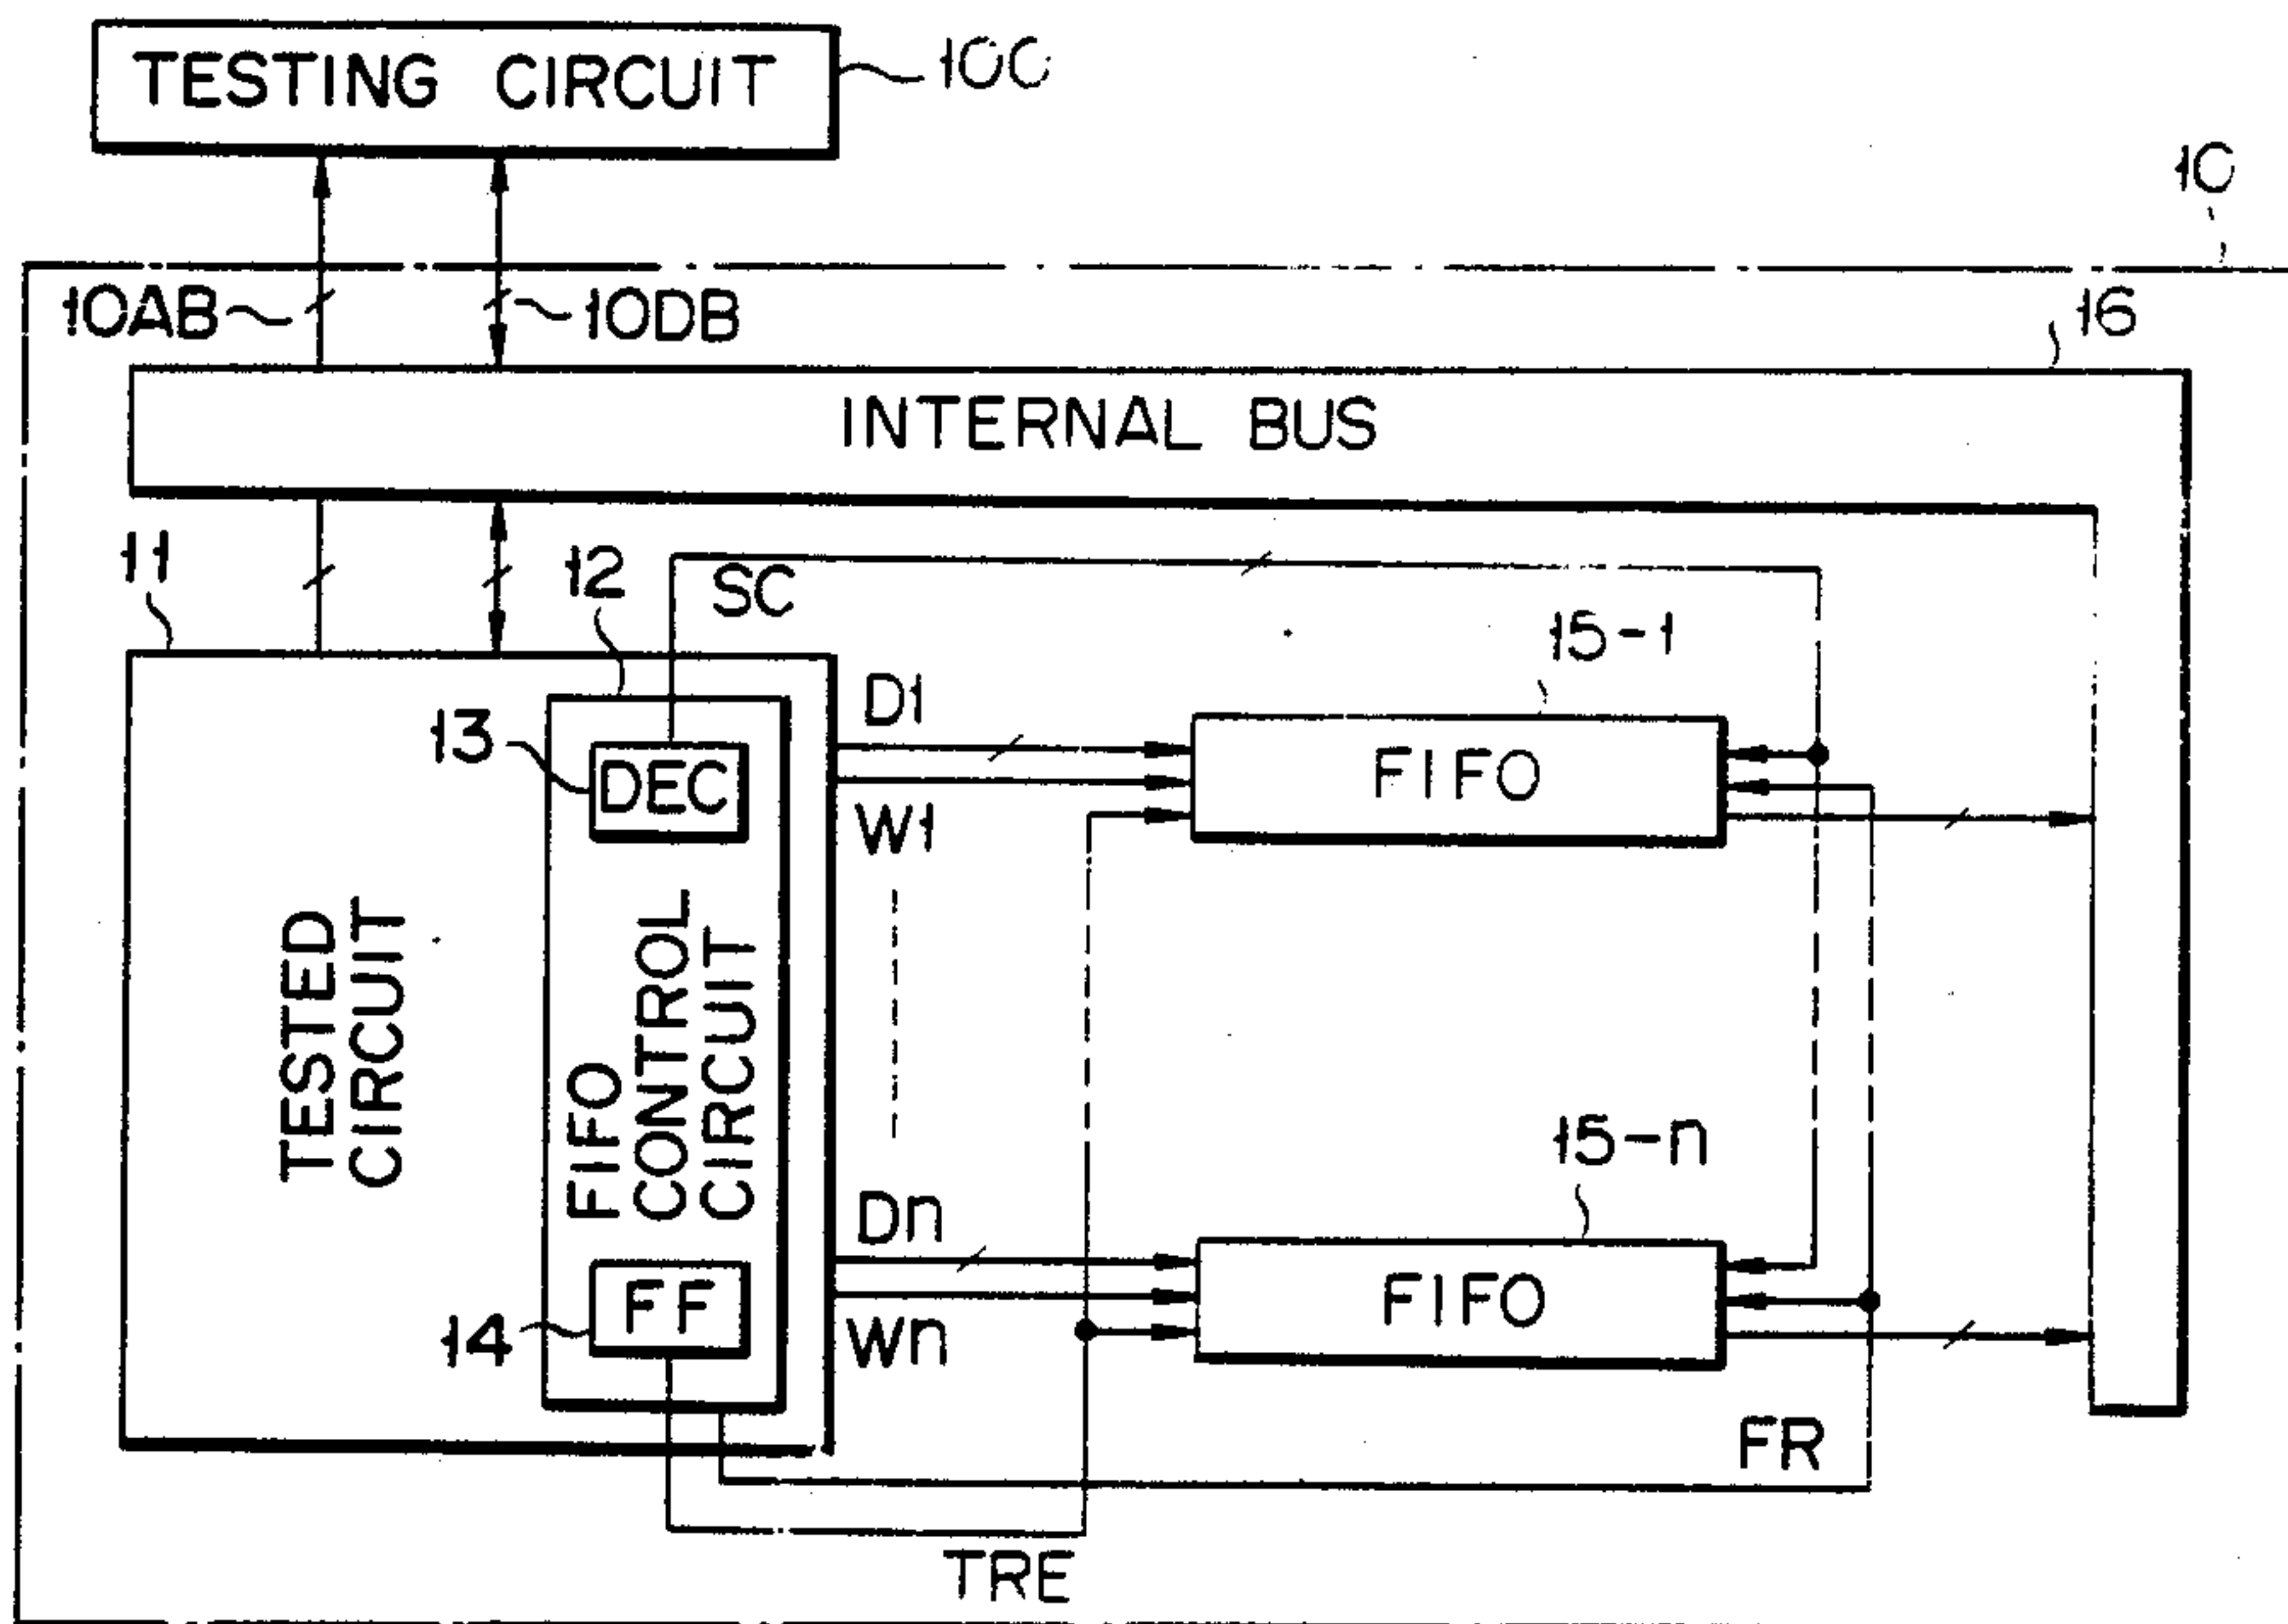 TESTING CIRCUIT
100
10
10AB
10DB
16
INTERNAL BUS
11
12
SC
15-1
D1
13
DEC
FIFO
W1
TESTED
CIRCUIT
FIFO
CONTROL
CIRCUIT
15-n
Dn
FF
FIFO
14
Wn
FR
TRE